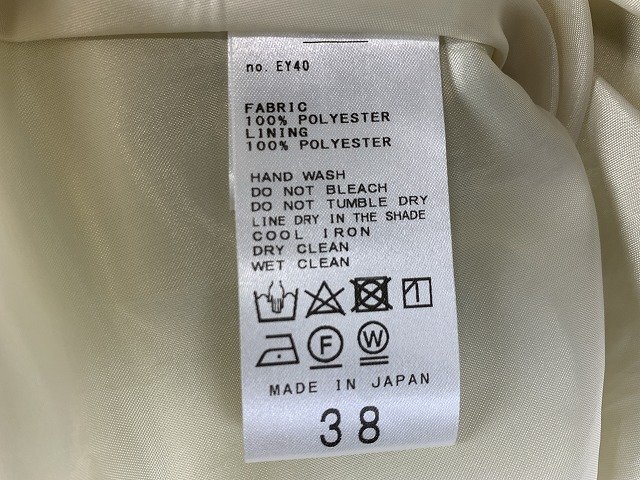 no. EY40
FABRIC
100% POLYESTER
LINING
100% POLYESTER
HAND WASH
DO NOT BLEACH
DO NOT TUMBLE DRY
LINE DRY IN THE SHADE
COOL IRON
DRY CLEAN
WET CLEAN
F W
MADE IN JAPAN
38